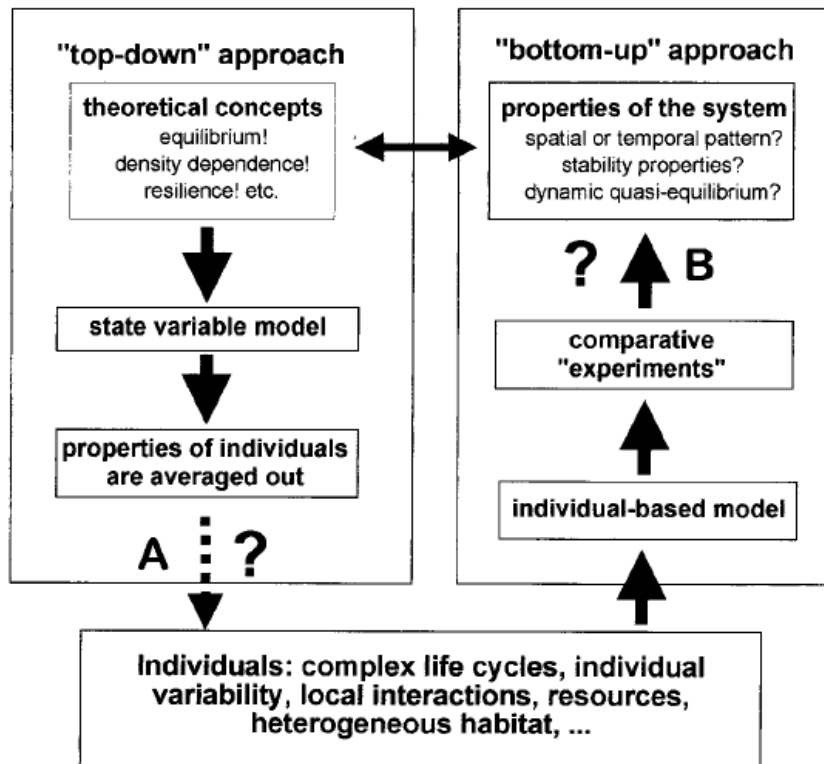 "top-down" approach
theoretical concepts
equilibrium!
density dependence!
resilience! etc.
state variable model
properties of individuals
are averaged out
A ?
"bottom-up" approach
properties of the system
spatial or temporal pattern?
stability properties?
dynamic quasi-equilibrium?
? B
comparative
"experiments"
individual-based model
Individuals: complex life cycles, individual
variability, local interactions, resources,
heterogeneous habitat, ...